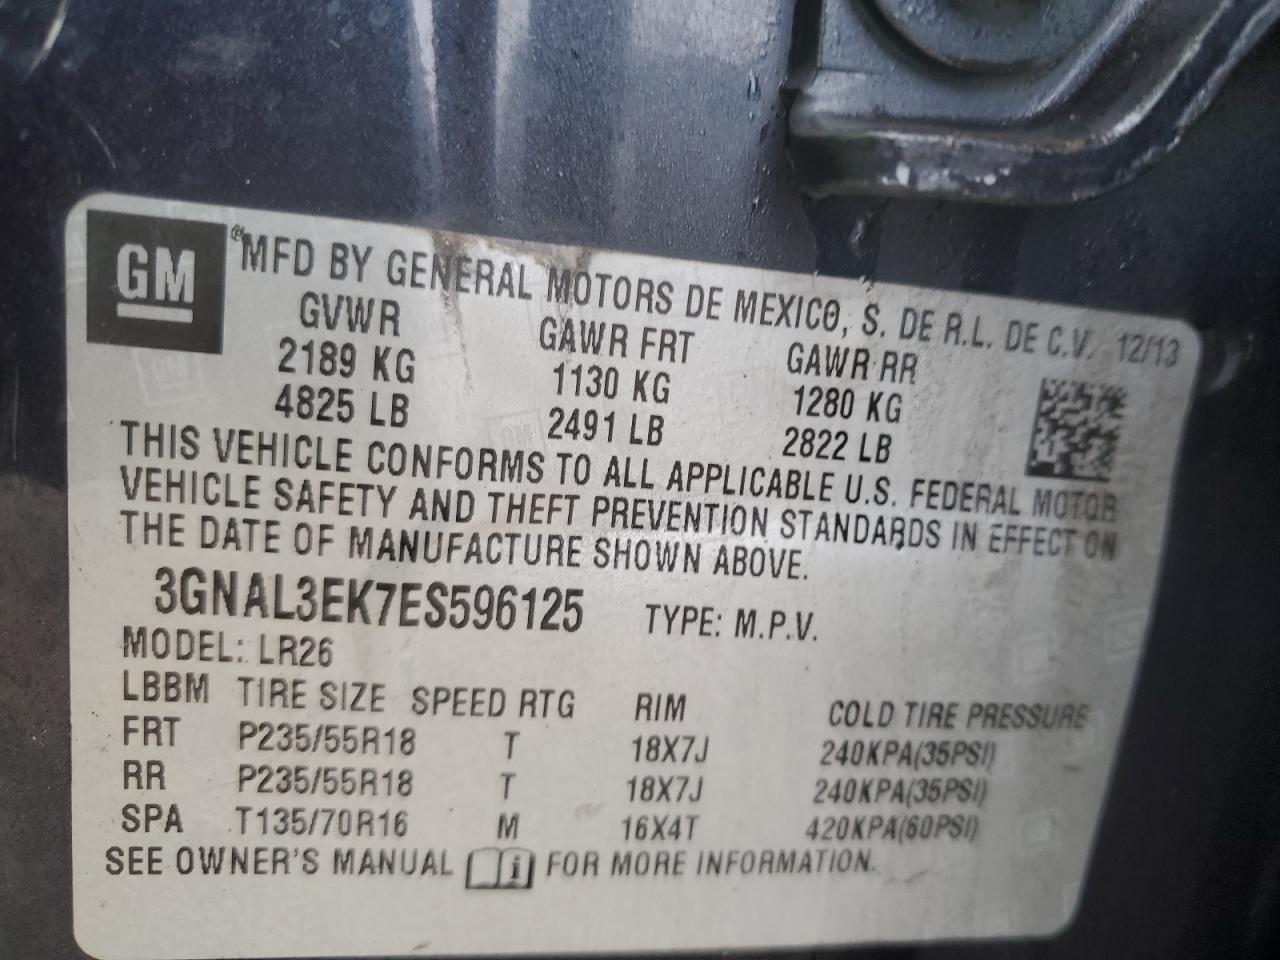 GM
® MFD BY GENERAL MOTORS DE MEXICO, S. DE R.L. DE C.V. 12/13
GVWR GAWR FRT GAWR RR
2189 KG 1130 KG 1280 KG
4825 LB 2491 LB 2822 LB
THIS VEHICLE CONFORMS TO ALL APPLICABLE U.S. FEDERAL MOTOR
VEHICLE SAFETY AND THEFT PREVENTION STANDARDS IN EFFECT ON
THE DATE OF MANUFACTURE SHOWN ABOVE.
3GNAL3EK7ES596125 TYPE: M.P.V.
MODEL: LR26
LBBM TIRE SIZE SPEED RTG RIM COLD TIRE PRESSURE
FRT P235/55R18 T 18X7J 240KPA(35PSI)
RR P235/55R18 T 18X7J 240KPA(35PSI)
SPA T135/70R16 M 16X4T 420KPA(60PSI)
SEE OWNER'S MANUAL i FOR MORE INFORMATION.